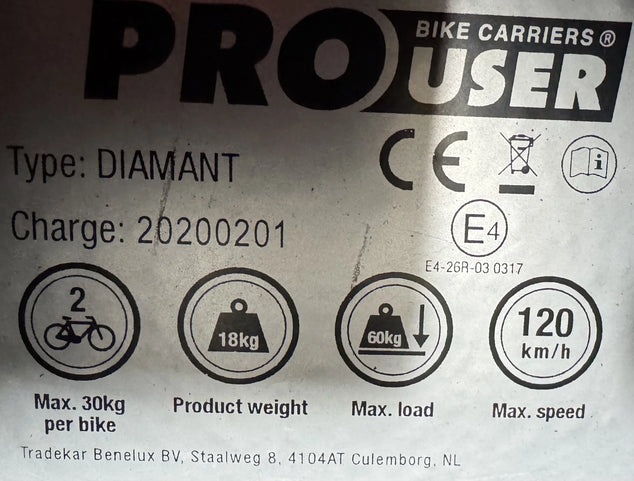 PRO USER BIKE CARRIERS®
Type: DIAMANT
CE
i
Charge: 20200201
E4
E4-26R-03 0317
2
18kg
60kg
120 km/h
Max. 30kg per bike
Product weight
Max. load
Max. speed
Tradekar Benelux BV, Staalweg 8, 4104AT Culemborg, NL